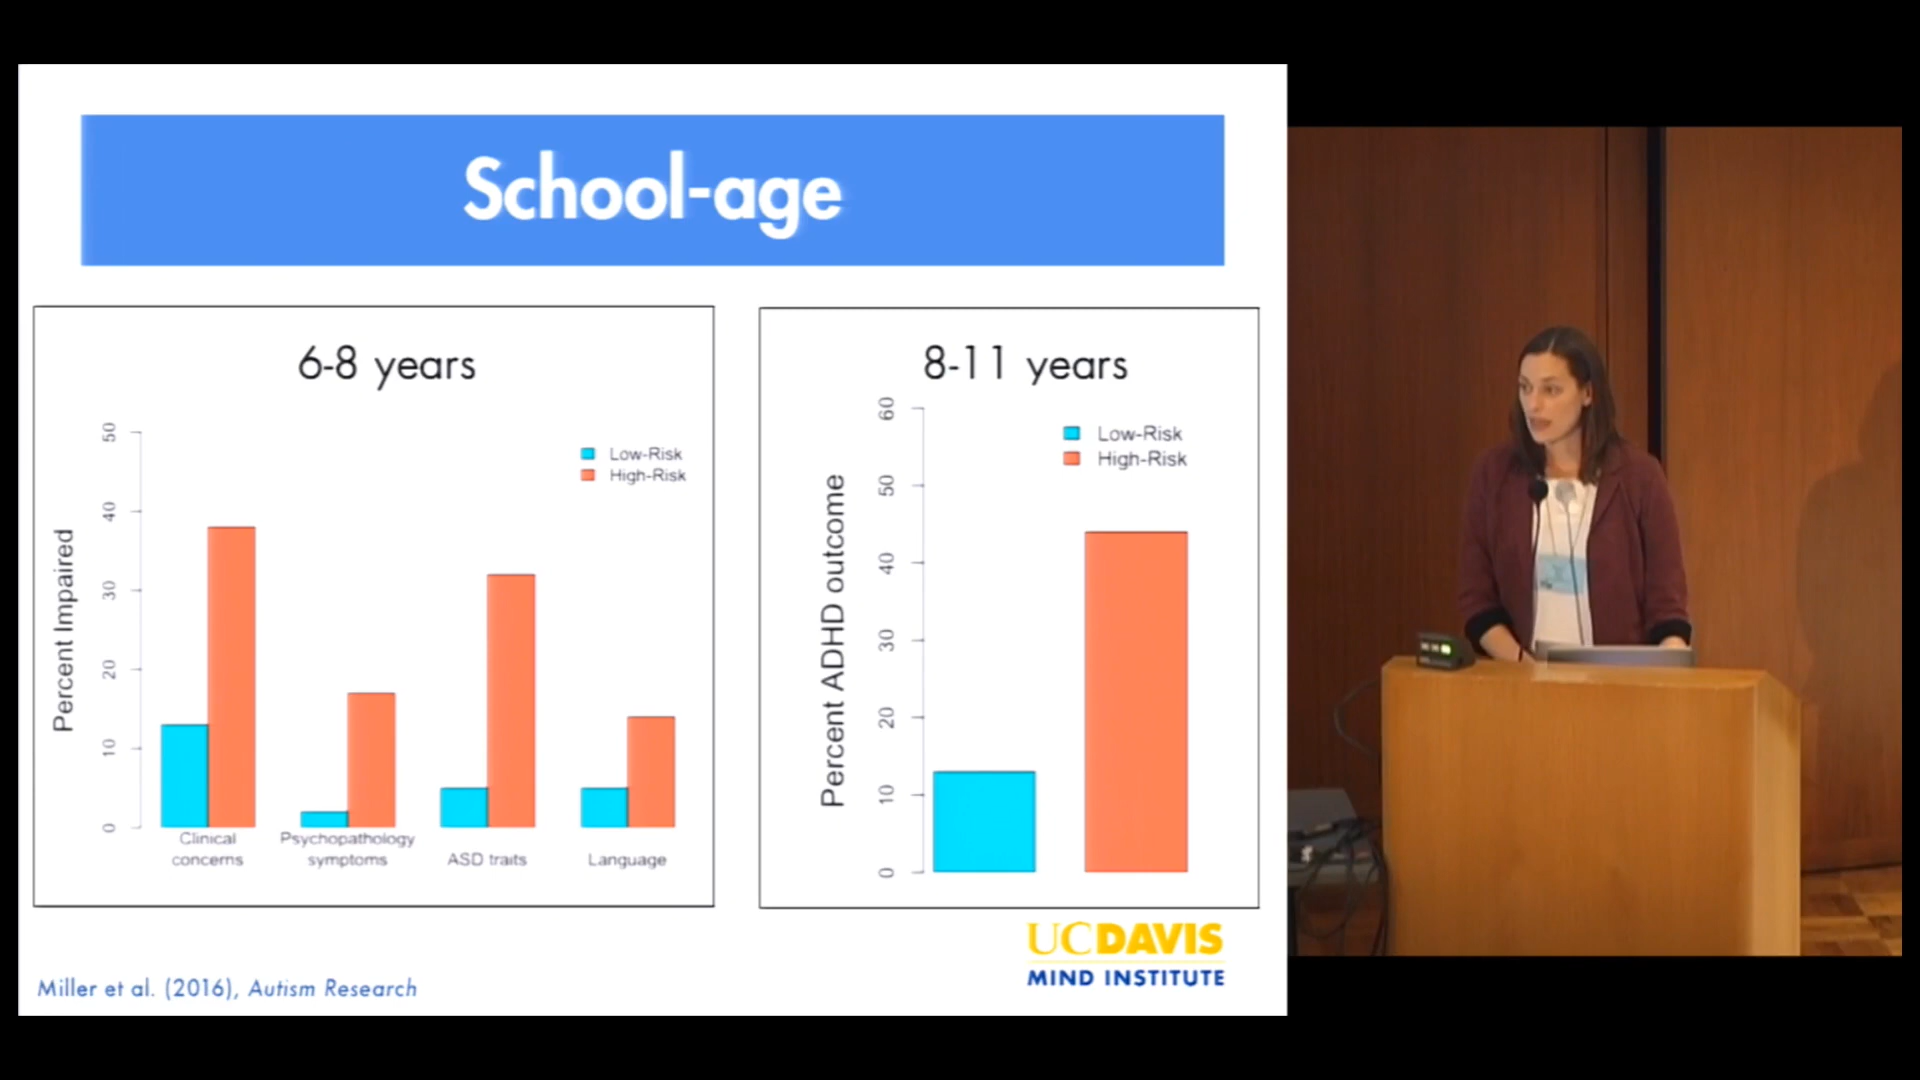 School-age
6-8 years
Low-Risk
High-Risk
Percent Impaired
50
40
30
20
10
0
Clinical
concerns
Psychopathology
symptoms
ASD traits
Language
8-11 years
Low-Risk
High-Risk
Percent ADHD outcome
60
50
40
30
20
10
0
UCDAVIS
MIND INSTITUTE
Miller et al. (2016), Autism Research